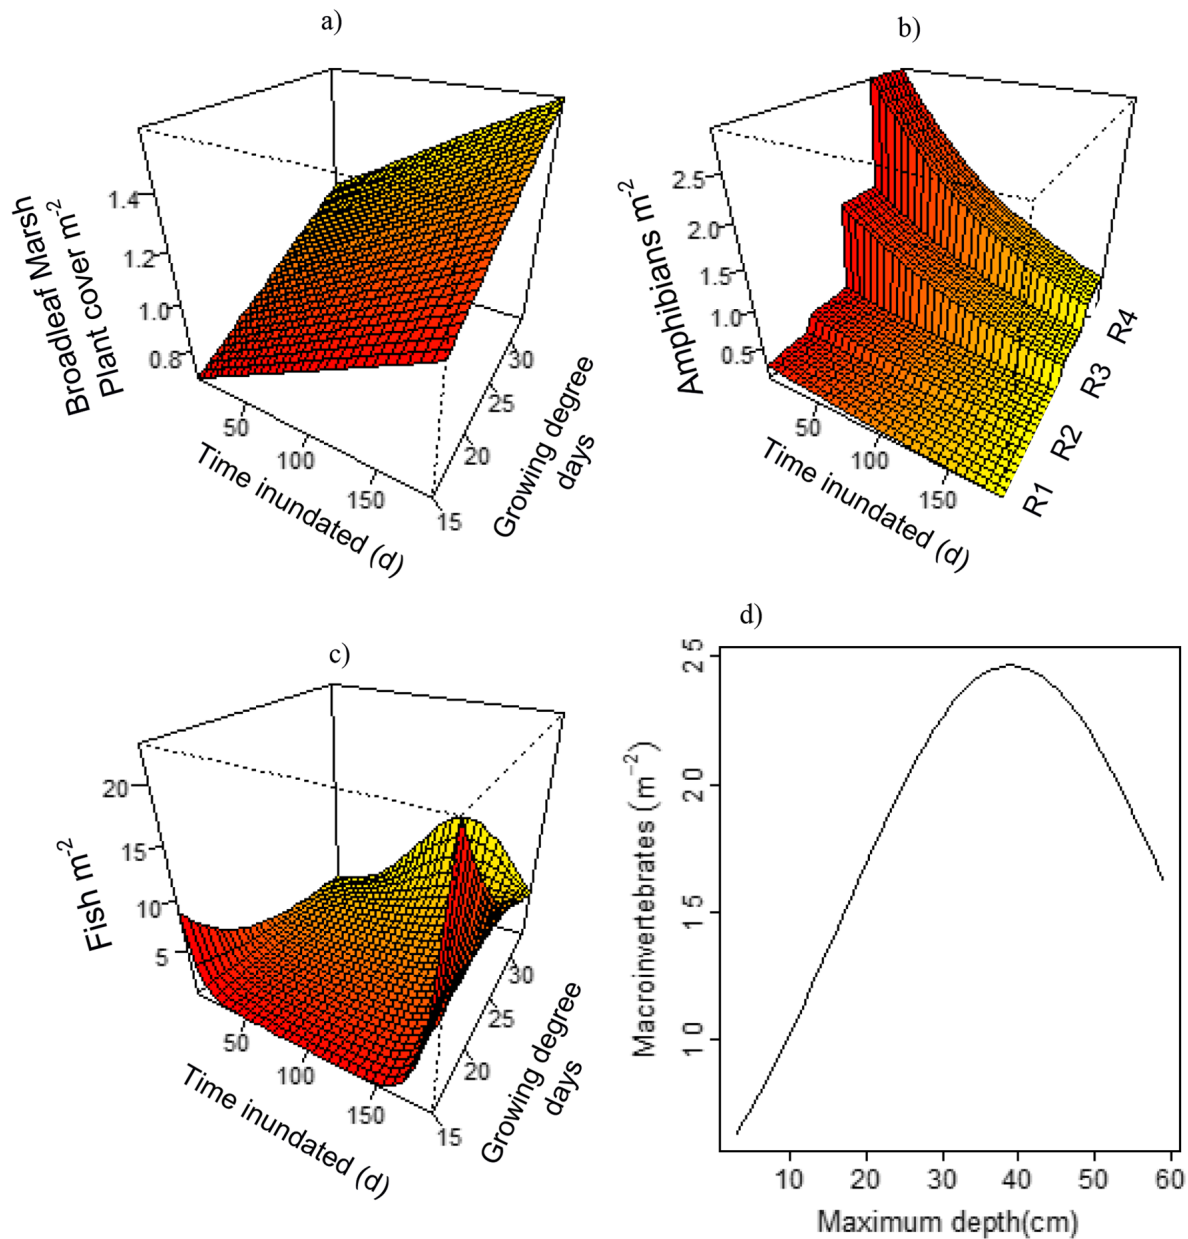 a)
Broadleaf Marsh
Plant cover m-2
1.4
1.2
1.0
0.8
50
100
150
Time inundated (d)
15
20
25
30
Growing degree
days
b)
Amphibians m-2
2.5
2.0
1.5
1.0
0.5
50
100
150
Time inundated (d)
R1
R2
R3
R4
c)
Fish m-2
20
15
10
5
50
100
150
Time inundated (d)
15
20
25
30
Growing degree
days
d)
Macroinvertebrates (m−2)
25
20
15
10
10 20 30 40 50 60
Maximum depth(cm)